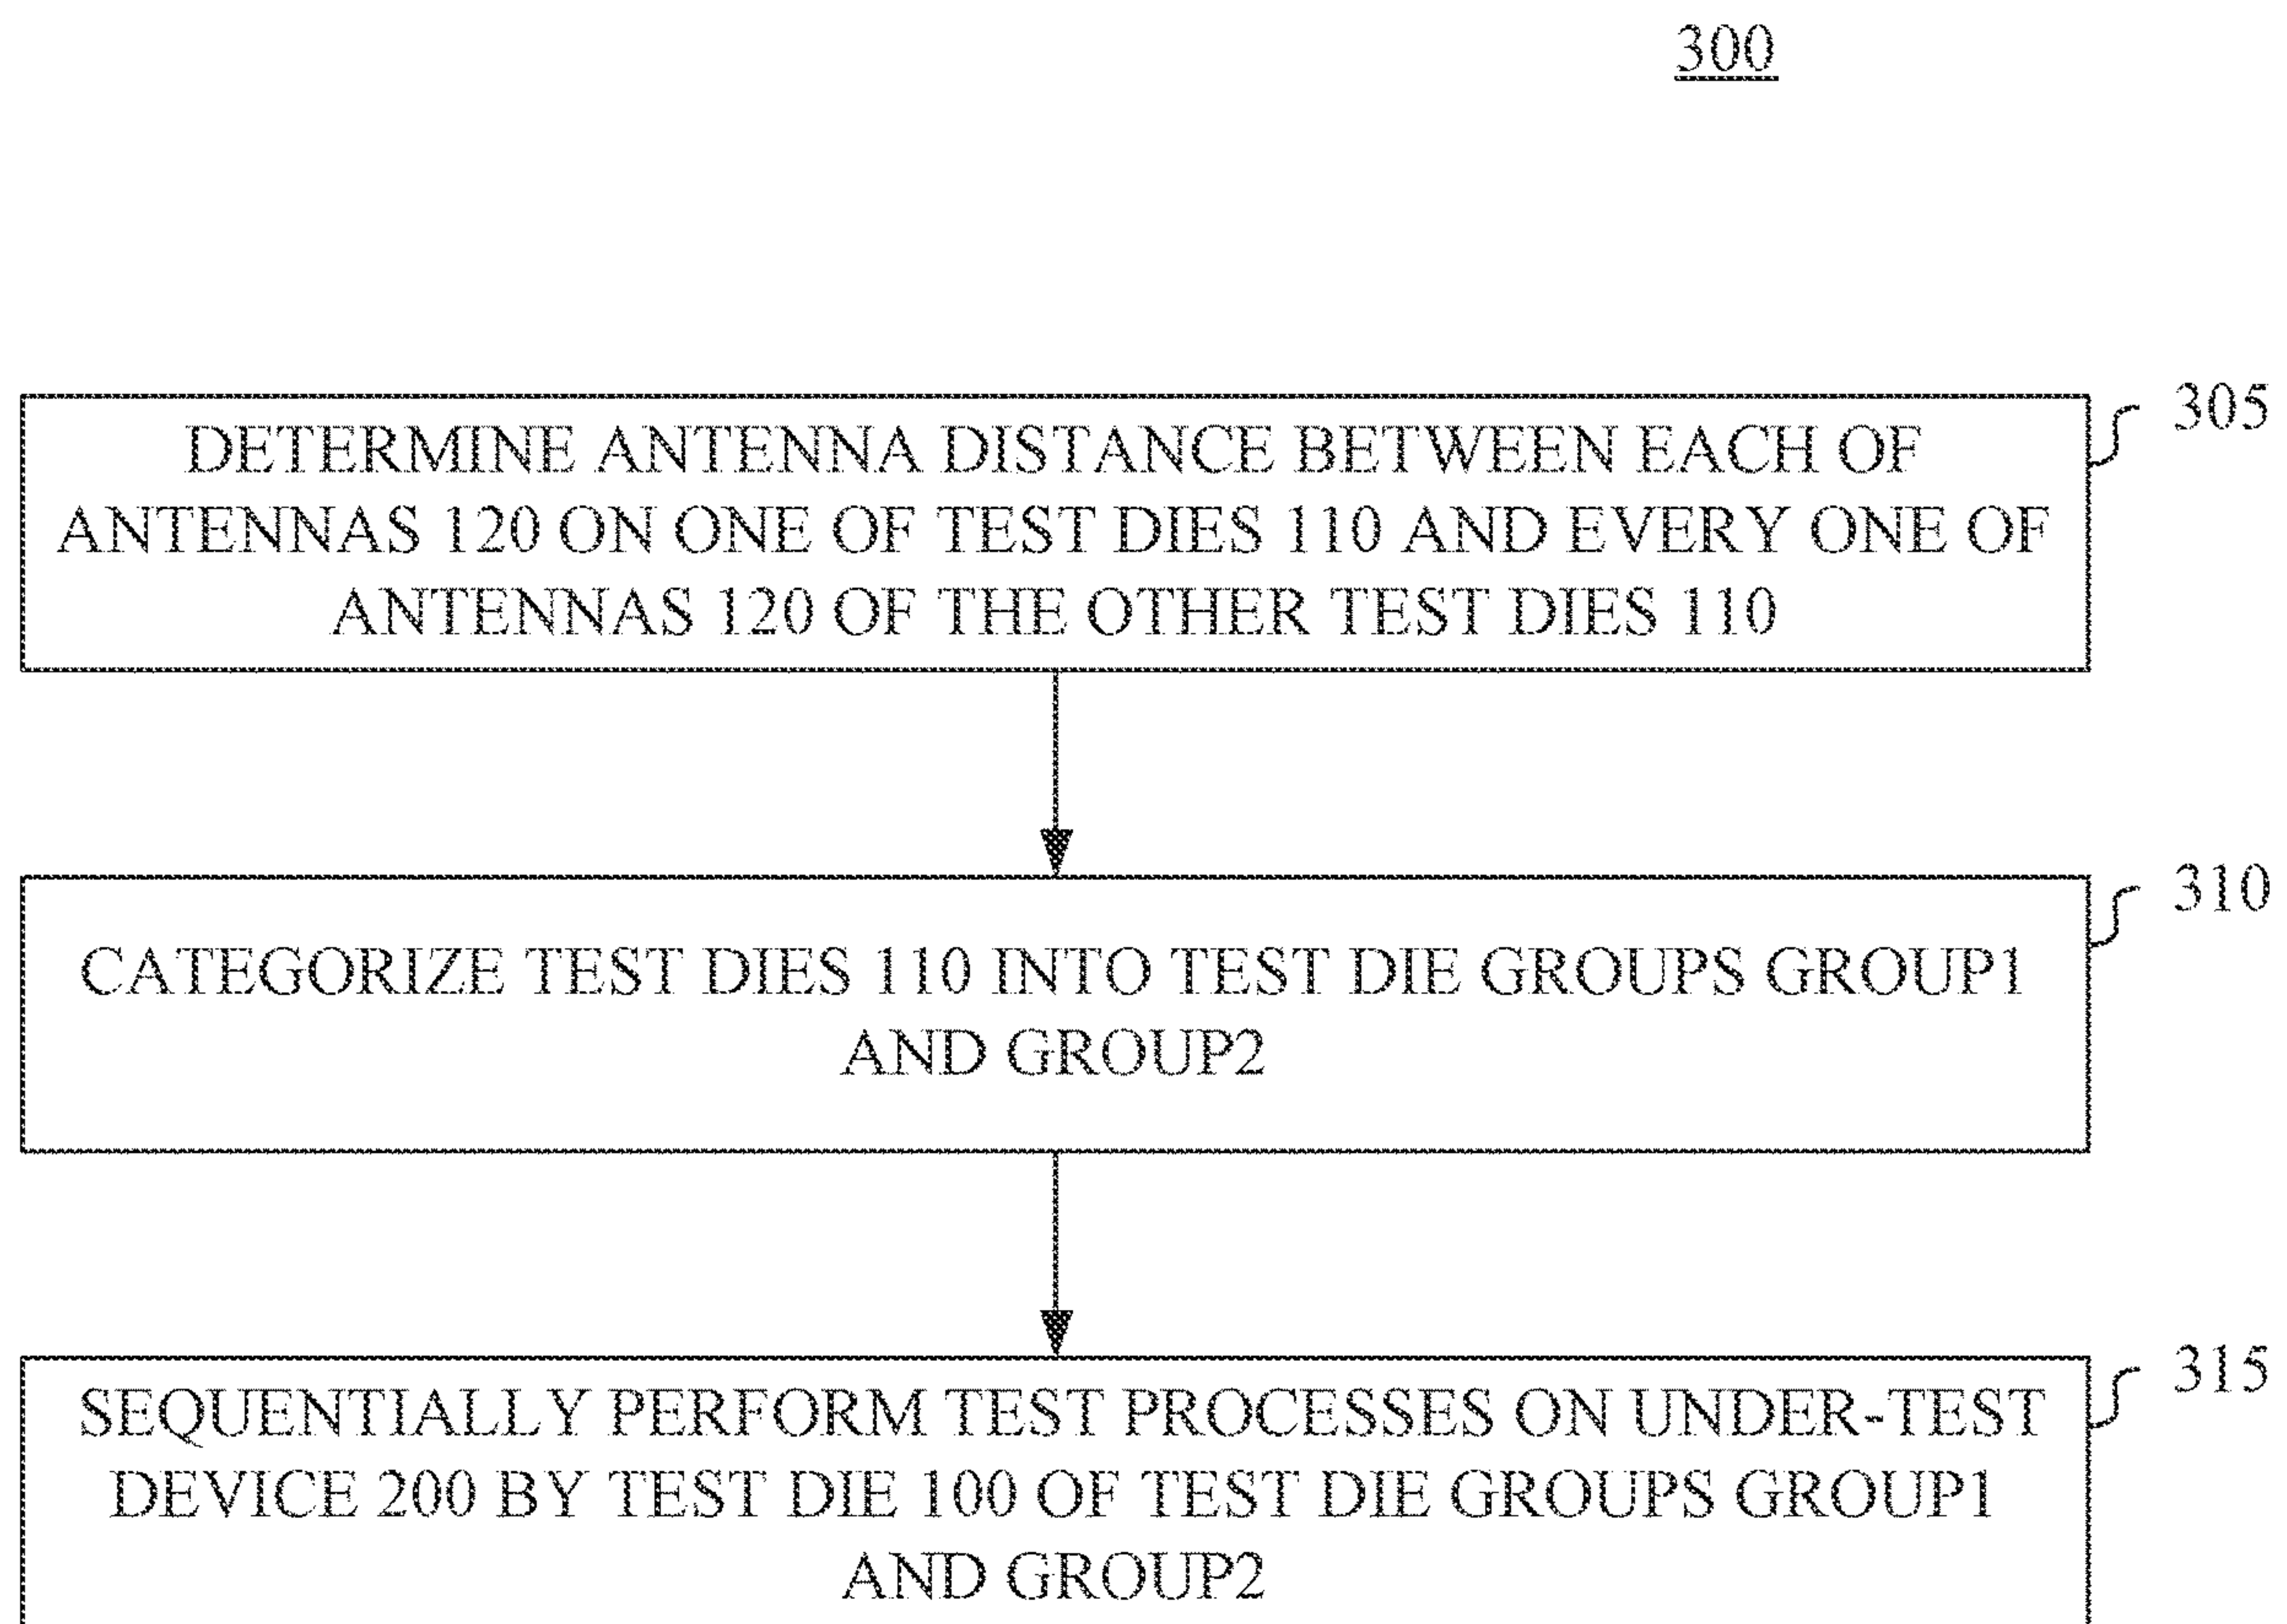 300
305
DETERMINE ANTENNA DISTANCE BETWEEN EACH OF
ANTENNAS 120 ON ONE OF TEST DIES 110 AND EVERY ONE OF
ANTENNAS 120 OF THE OTHER TEST DIES 110
310
CATEGORIZE TEST DIES 110 INTO TEST DIE GROUPS GROUP1
AND GROUP2
315
SEQUENTIALLY PERFORM TEST PROCESSES ON UNDER-TEST
DEVICE 200 BY TEST DIE 100 OF TEST DIE GROUPS GROUP1
AND GROUP2